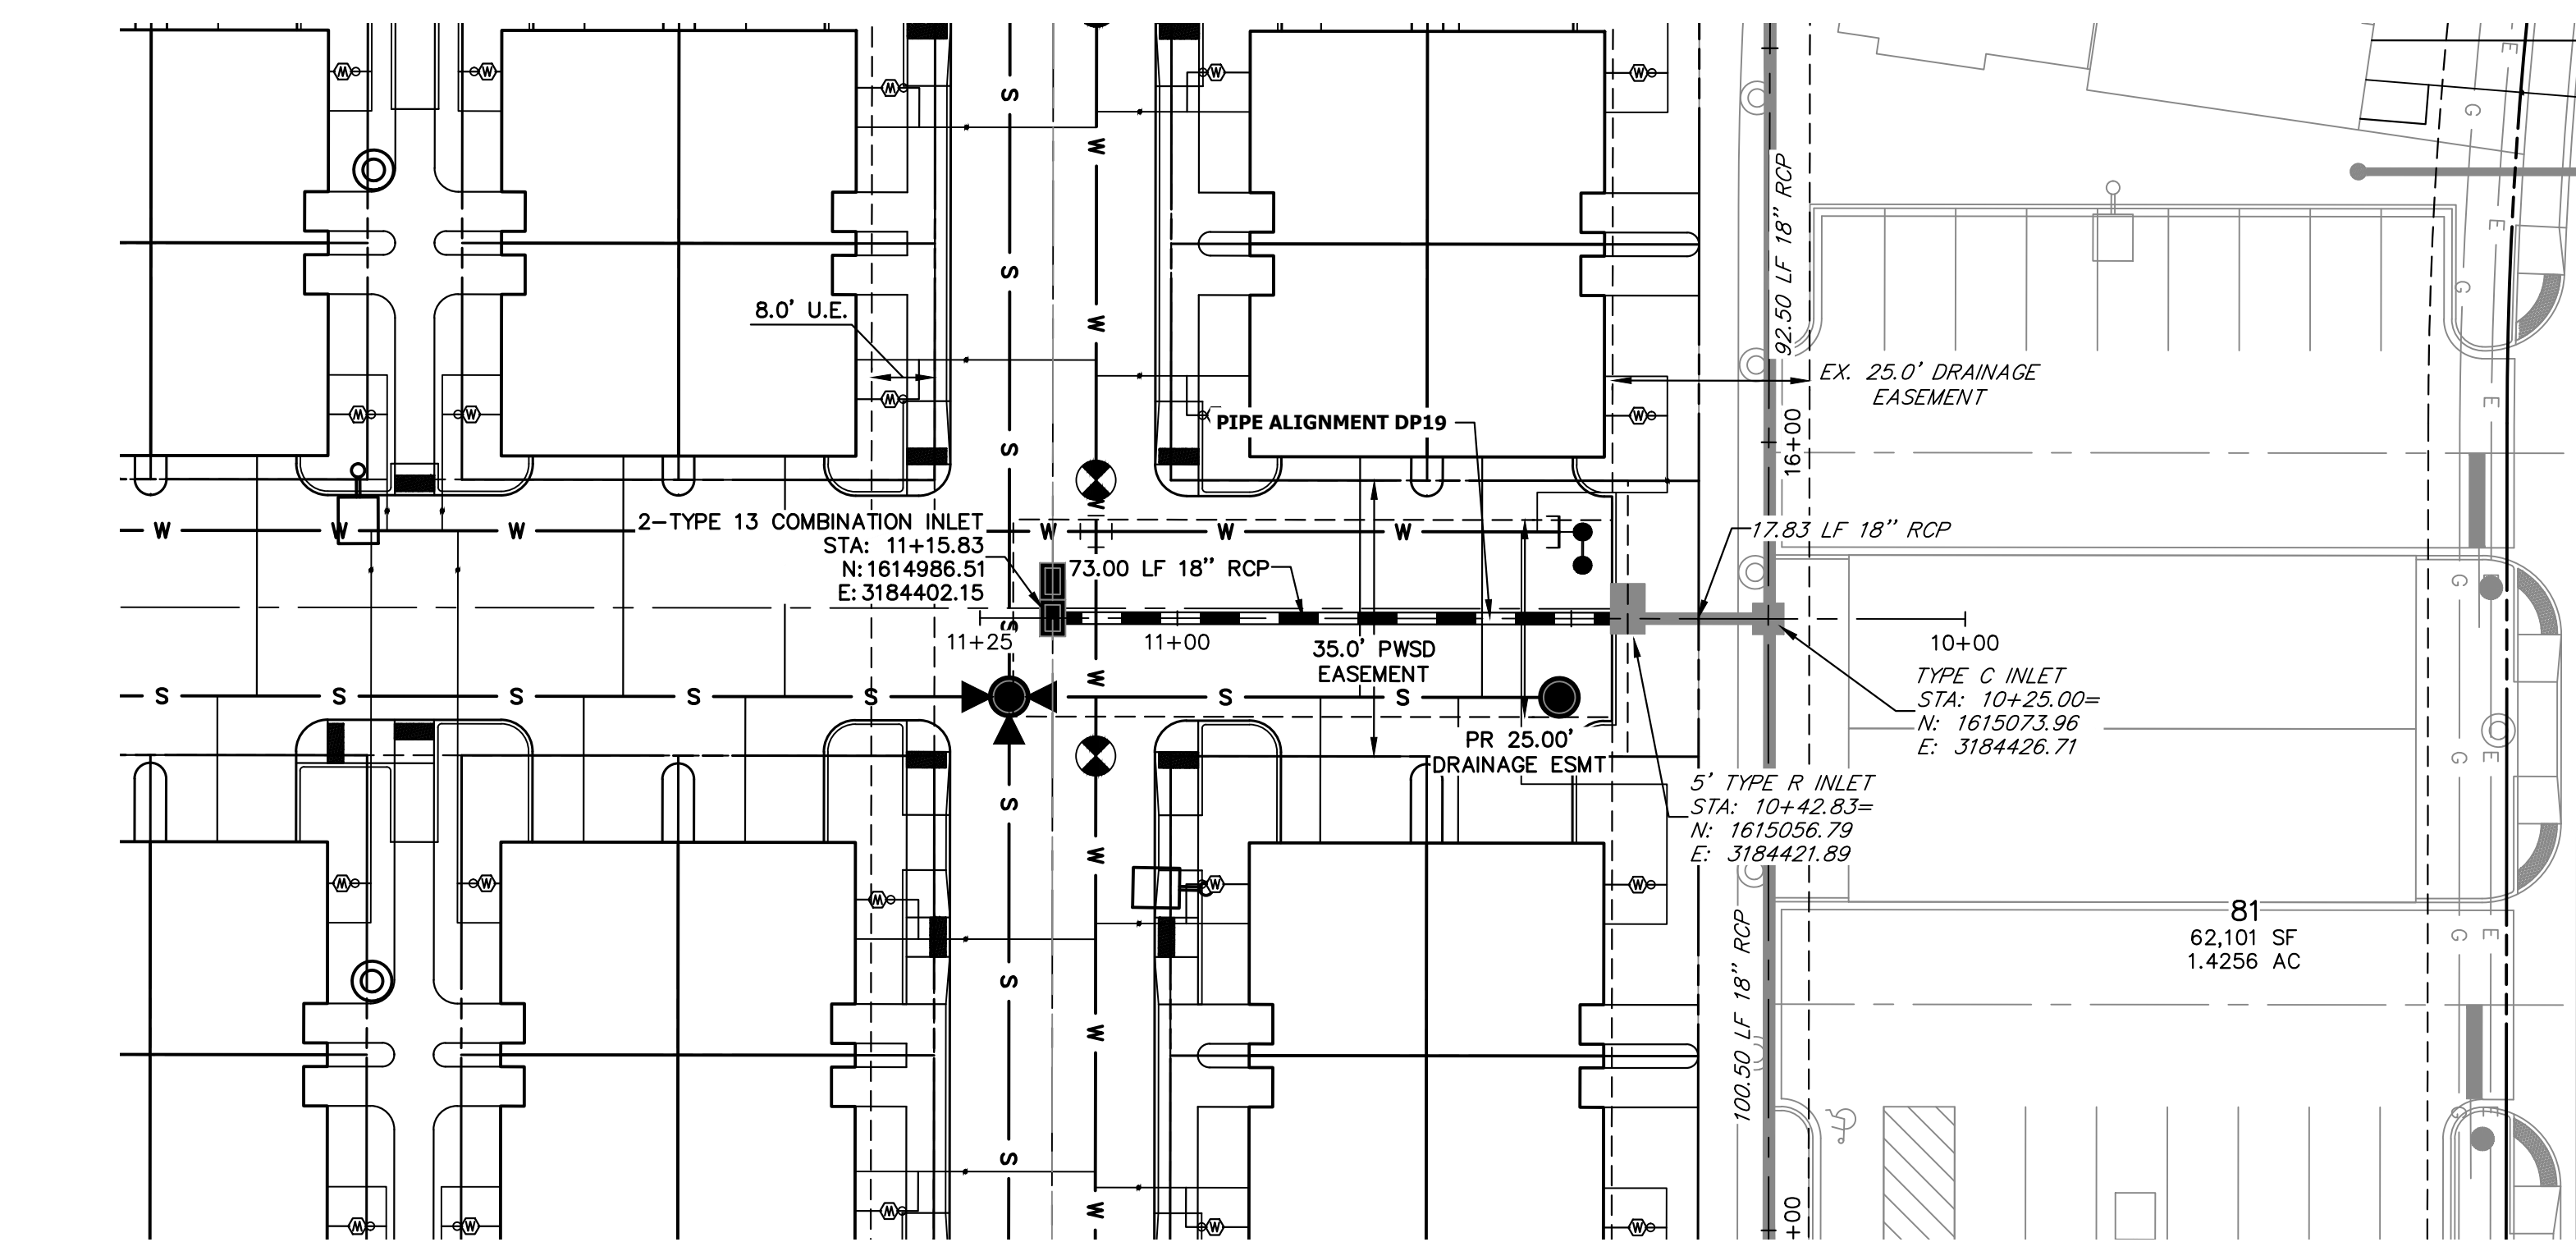 8.0' U.E.
92.50 LF 18" RCP
EX. 25.0' DRAINAGE
EASEMENT
PIPE ALIGNMENT DP19
16+00
2-TYPE 13 COMBINATION INLET
STA: 11+15.83
N:1614986.51
E:3184402.15
73.00 LF 18" RCP
17.83 LF 18" RCP
11+25
11+00
10+00
35.0' PWSD
EASEMENT
TYPE C INLET
STA: 10+25.00=
N: 1615073.96
E: 3184426.71
PR 25.00'
DRAINAGE ESMT
5' TYPE R INLET
STA: 10+42.83=
N: 1615056.79
E: 3184421.89
100.50 LF 18" RCP
81
62,101 SF
1.4256 AC
+00
W W W W W W
S S S S S S S
S
S
S
S
S
S
S
W
W
W
W
W
W
W
G
G
G
G
G
G
E
E
E
E
E
E